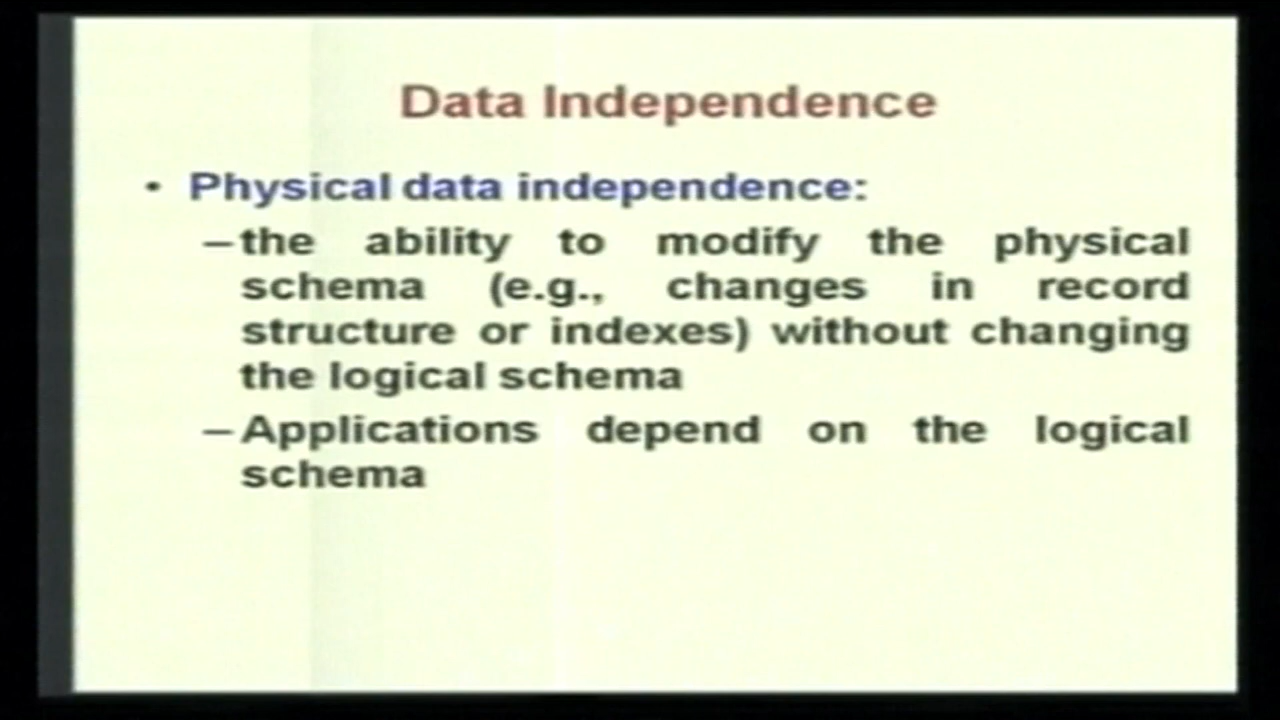 Data Independence
• Physical data independence:
– the ability to modify the physical
schema (e.g., changes in record
structure or indexes) without changing
the logical schema
– Applications depend on the logical
schema